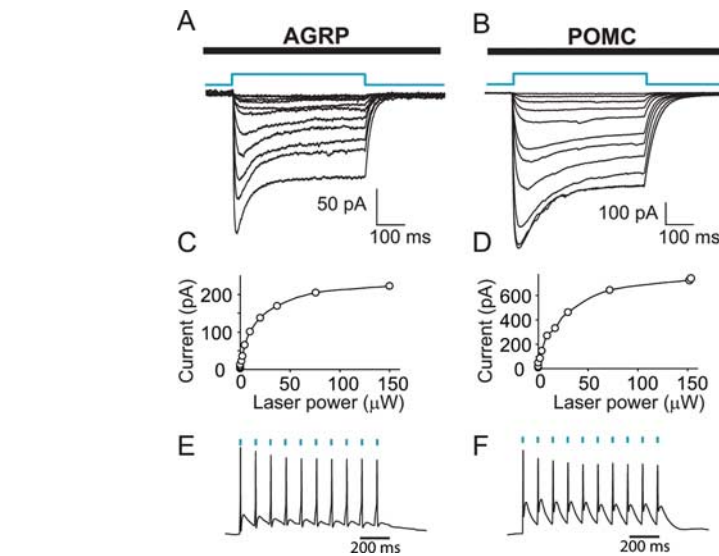 A
AGRP
50 pA
100 ms
B
POMC
100 pA
100 ms
C
Current (pA)
200
100
0
0
50
100
150
Laser power (µW)
D
Current (pA)
600
400
200
0
0
50
100
150
Laser power (µW)
E
200 ms
F
200 ms